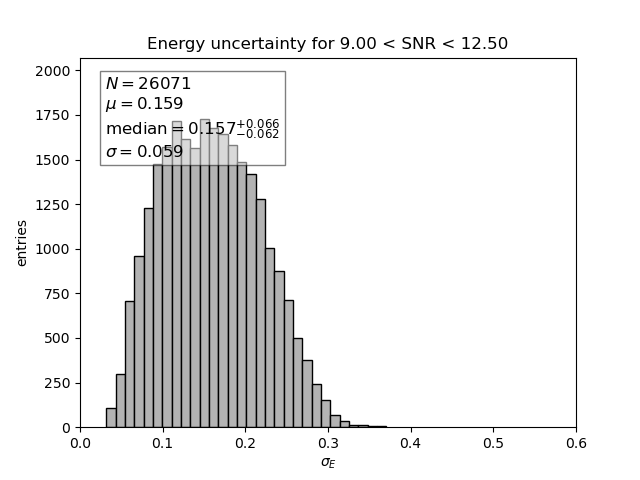 Energy uncertainty for 9.00 < SNR < 12.50
2000
1750
1500
1250
1000
750
500
250
0
entries
N = 26071
μ = 0.159
median = 0.157 +0.066 −0.062
σ = 0.059
0.0 0.1 0.2 0.3 0.4 0.5 0.6
σE